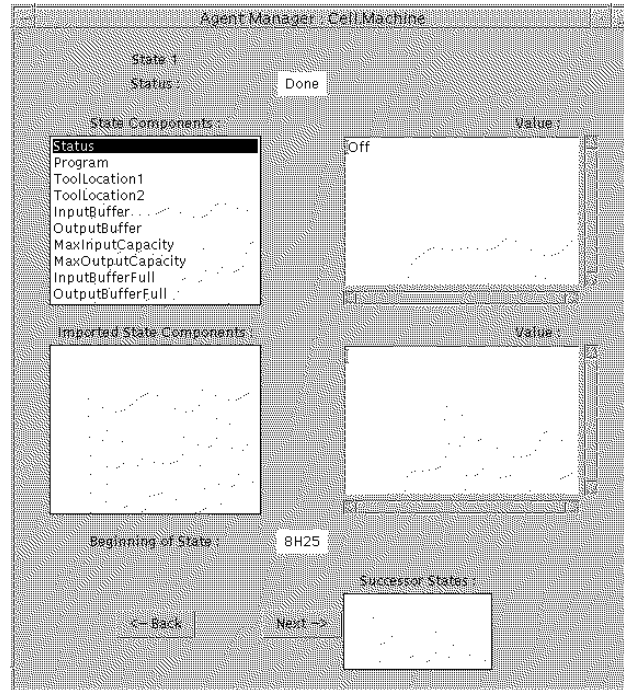 Agent Manager : Cell.Machine
State 1
Status : Done
State Components : Value :
Status Off
Program
ToolLocation1
ToolLocation2
InputBuffer
OutputBuffer
MaxInputCapacity
MaxOutputCapacity
InputBufferFull
OutputBufferFull
Imported State Components : Value :
Beginning of State : 8H25
Successor States :
<- Back Next ->